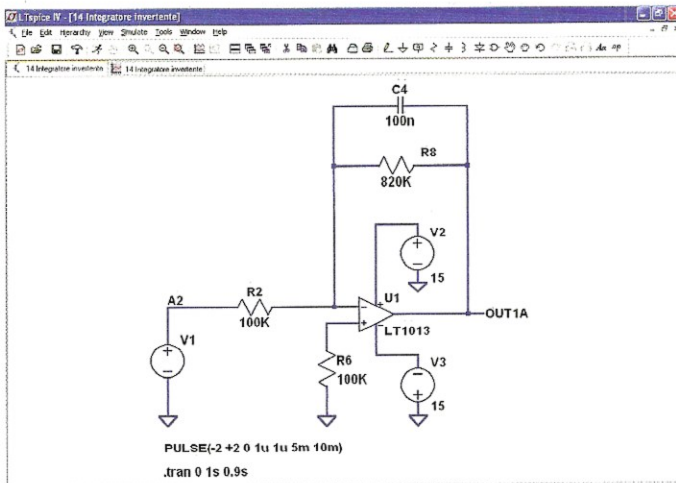 LTspice IV - [14 Integratore invertente]
File Edit Hierarchy View Simulate Tools Window Help
14 Integratore invertente 14 Integratore invertente
C4
100n
R8
820K
V2
15
A2
R2
100K
U1
OUT1A
LT1013
V1
R6
100K
V3
15
PULSE(-2 +2 0 1u 1u 5m 10m)
.tran 0 1s 0.9s